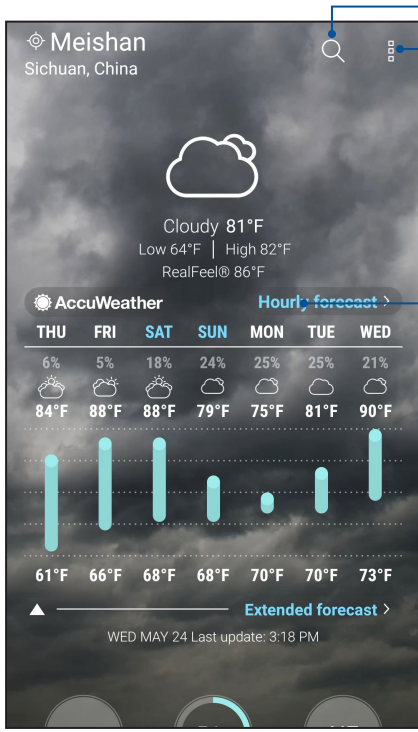 Meishan
Sichuan, China
Cloudy 81°F
Low 64°F | High 82°F
RealFeel® 86°F
AccuWeather Hourly forecast >
THU FRI SAT SUN MON TUE WED
6% 5% 18% 24% 25% 25% 21%
84°F 88°F 88°F 79°F 75°F 81°F 90°F
61°F 66°F 68°F 68°F 70°F 70°F 73°F
Extended forecast >
WED MAY 24 Last update: 3:18 PM